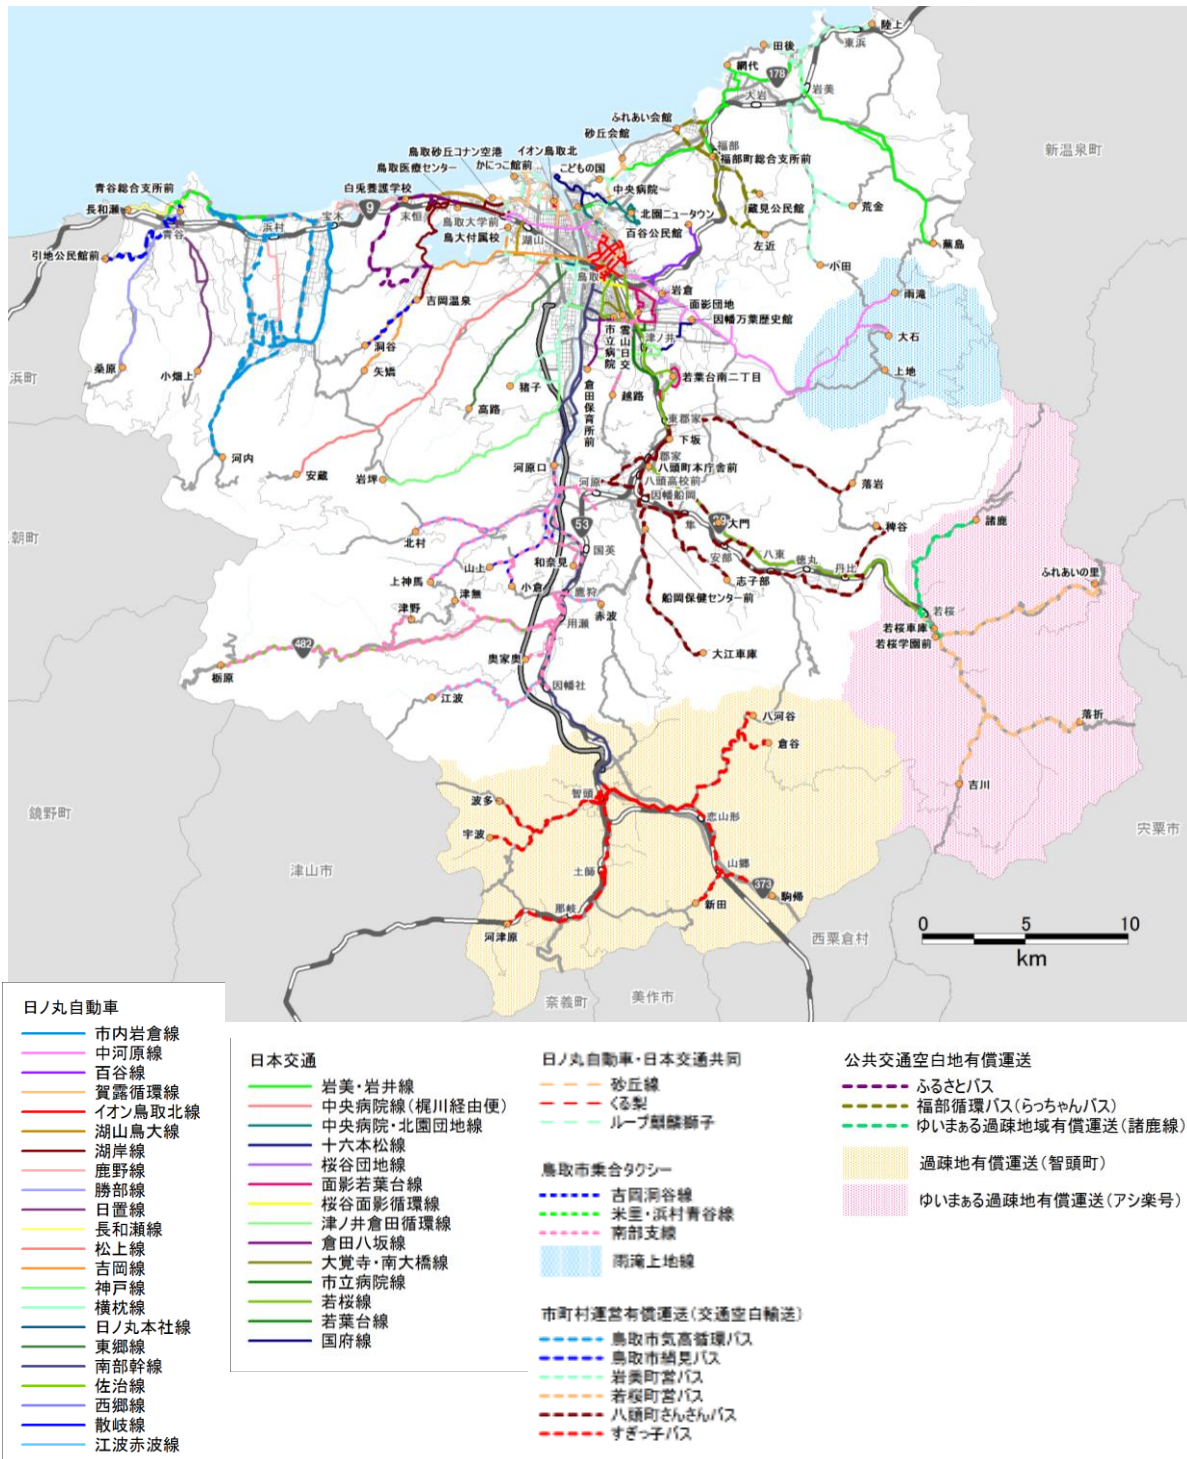 陸上
東浜
田後
網代
178
大岩
岩美
新温泉町
ふれあい会館
砂丘会館
福部
福部町総合支所前
鳥取砂丘コナン空港
イオン鳥取北
鳥取医療センター
かにっこ館前
こどもの国
中央病院
青谷総合支所前
白兎養護学校
長和瀬
宝木
9
末恒
鳥取大学前
北園ニュータウン
蔵見公民館
荒金
青谷
浜村
鳥大付属校
湖山
百谷公民館
左近
蕪島
引地公民館前
鳥取
小田
吉岡温泉
岩倉
雨滝
面影団地
因幡万葉歴史館
洞谷
市立病院
雲山日交
津ノ井
大石
桑原
小畑上
矢矯
猪子
倉田保育所前
越路
若葉台南二丁目
上地
浜町
高路
東郡家
下坂
河内
安蔵
岩坪
河原口
郡家
八頭町本庁舎前
河原
八頭高校前
因幡船岡
落岩
朝町
北村
53
隼
29
大門
稗谷
諸鹿
国英
安部
八東
徳丸
丹比
山上
和奈見
志子部
ふれあいの里
上神馬
津無
小倉
鷹狩
船岡保健センター前
若桜
津野
赤波
若桜車庫
若桜学園前
482
用瀬
栃原
奥家奥
大江車庫
江波
因幡社
八河谷
落折
倉谷
吉川
智頭
波多
恋山形
鏡野町
宇波
宍粟市
津山市
土師
山郷
373
駒帰
那岐
新田
河津原
西粟倉村
0 5 10
km
奈義町
美作市
日ノ丸自動車
市内岩倉線
中河原線
百谷線
賀露循環線
イオン鳥取北線
湖山鳥大線
湖岸線
鹿野線
勝部線
日置線
長和瀬線
松上線
吉岡線
神戸線
横枕線
日ノ丸本社線
東郷線
南部幹線
佐治線
西郷線
散岐線
江波赤波線
日本交通
岩美・岩井線
中央病院線(梶川経由便)
中央病院・北園団地線
十六本松線
桜谷団地線
面影若葉台線
桜谷面影循環線
津ノ井倉田循環線
倉田八坂線
大覚寺・南大橋線
市立病院線
若桜線
若葉台線
国府線
日ノ丸自動車・日本交通共同
砂丘線
くる梨
ループ麒麟獅子
鳥取市乗合タクシー
吉岡洞谷線
米里・浜村青谷線
南部支線
雨滝上地線
市町村運営有償運送(交通空白輸送)
鳥取市気高循環バス
鳥取市絹見バス
岩美町営バス
若桜町営バス
八頭町さんさんバス
すぎっ子バス
公共交通空白地有償運送
ふるさとバス
福部循環バス(らっちゃんバス)
ゆいまぁる過疎地域有償運送(諸鹿線)
過疎地有償運送(智頭町)
ゆいまぁる過疎地有償運送(アシ楽号)